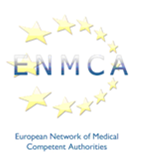 ENMCA
European Network of Medical
Competent Authorities